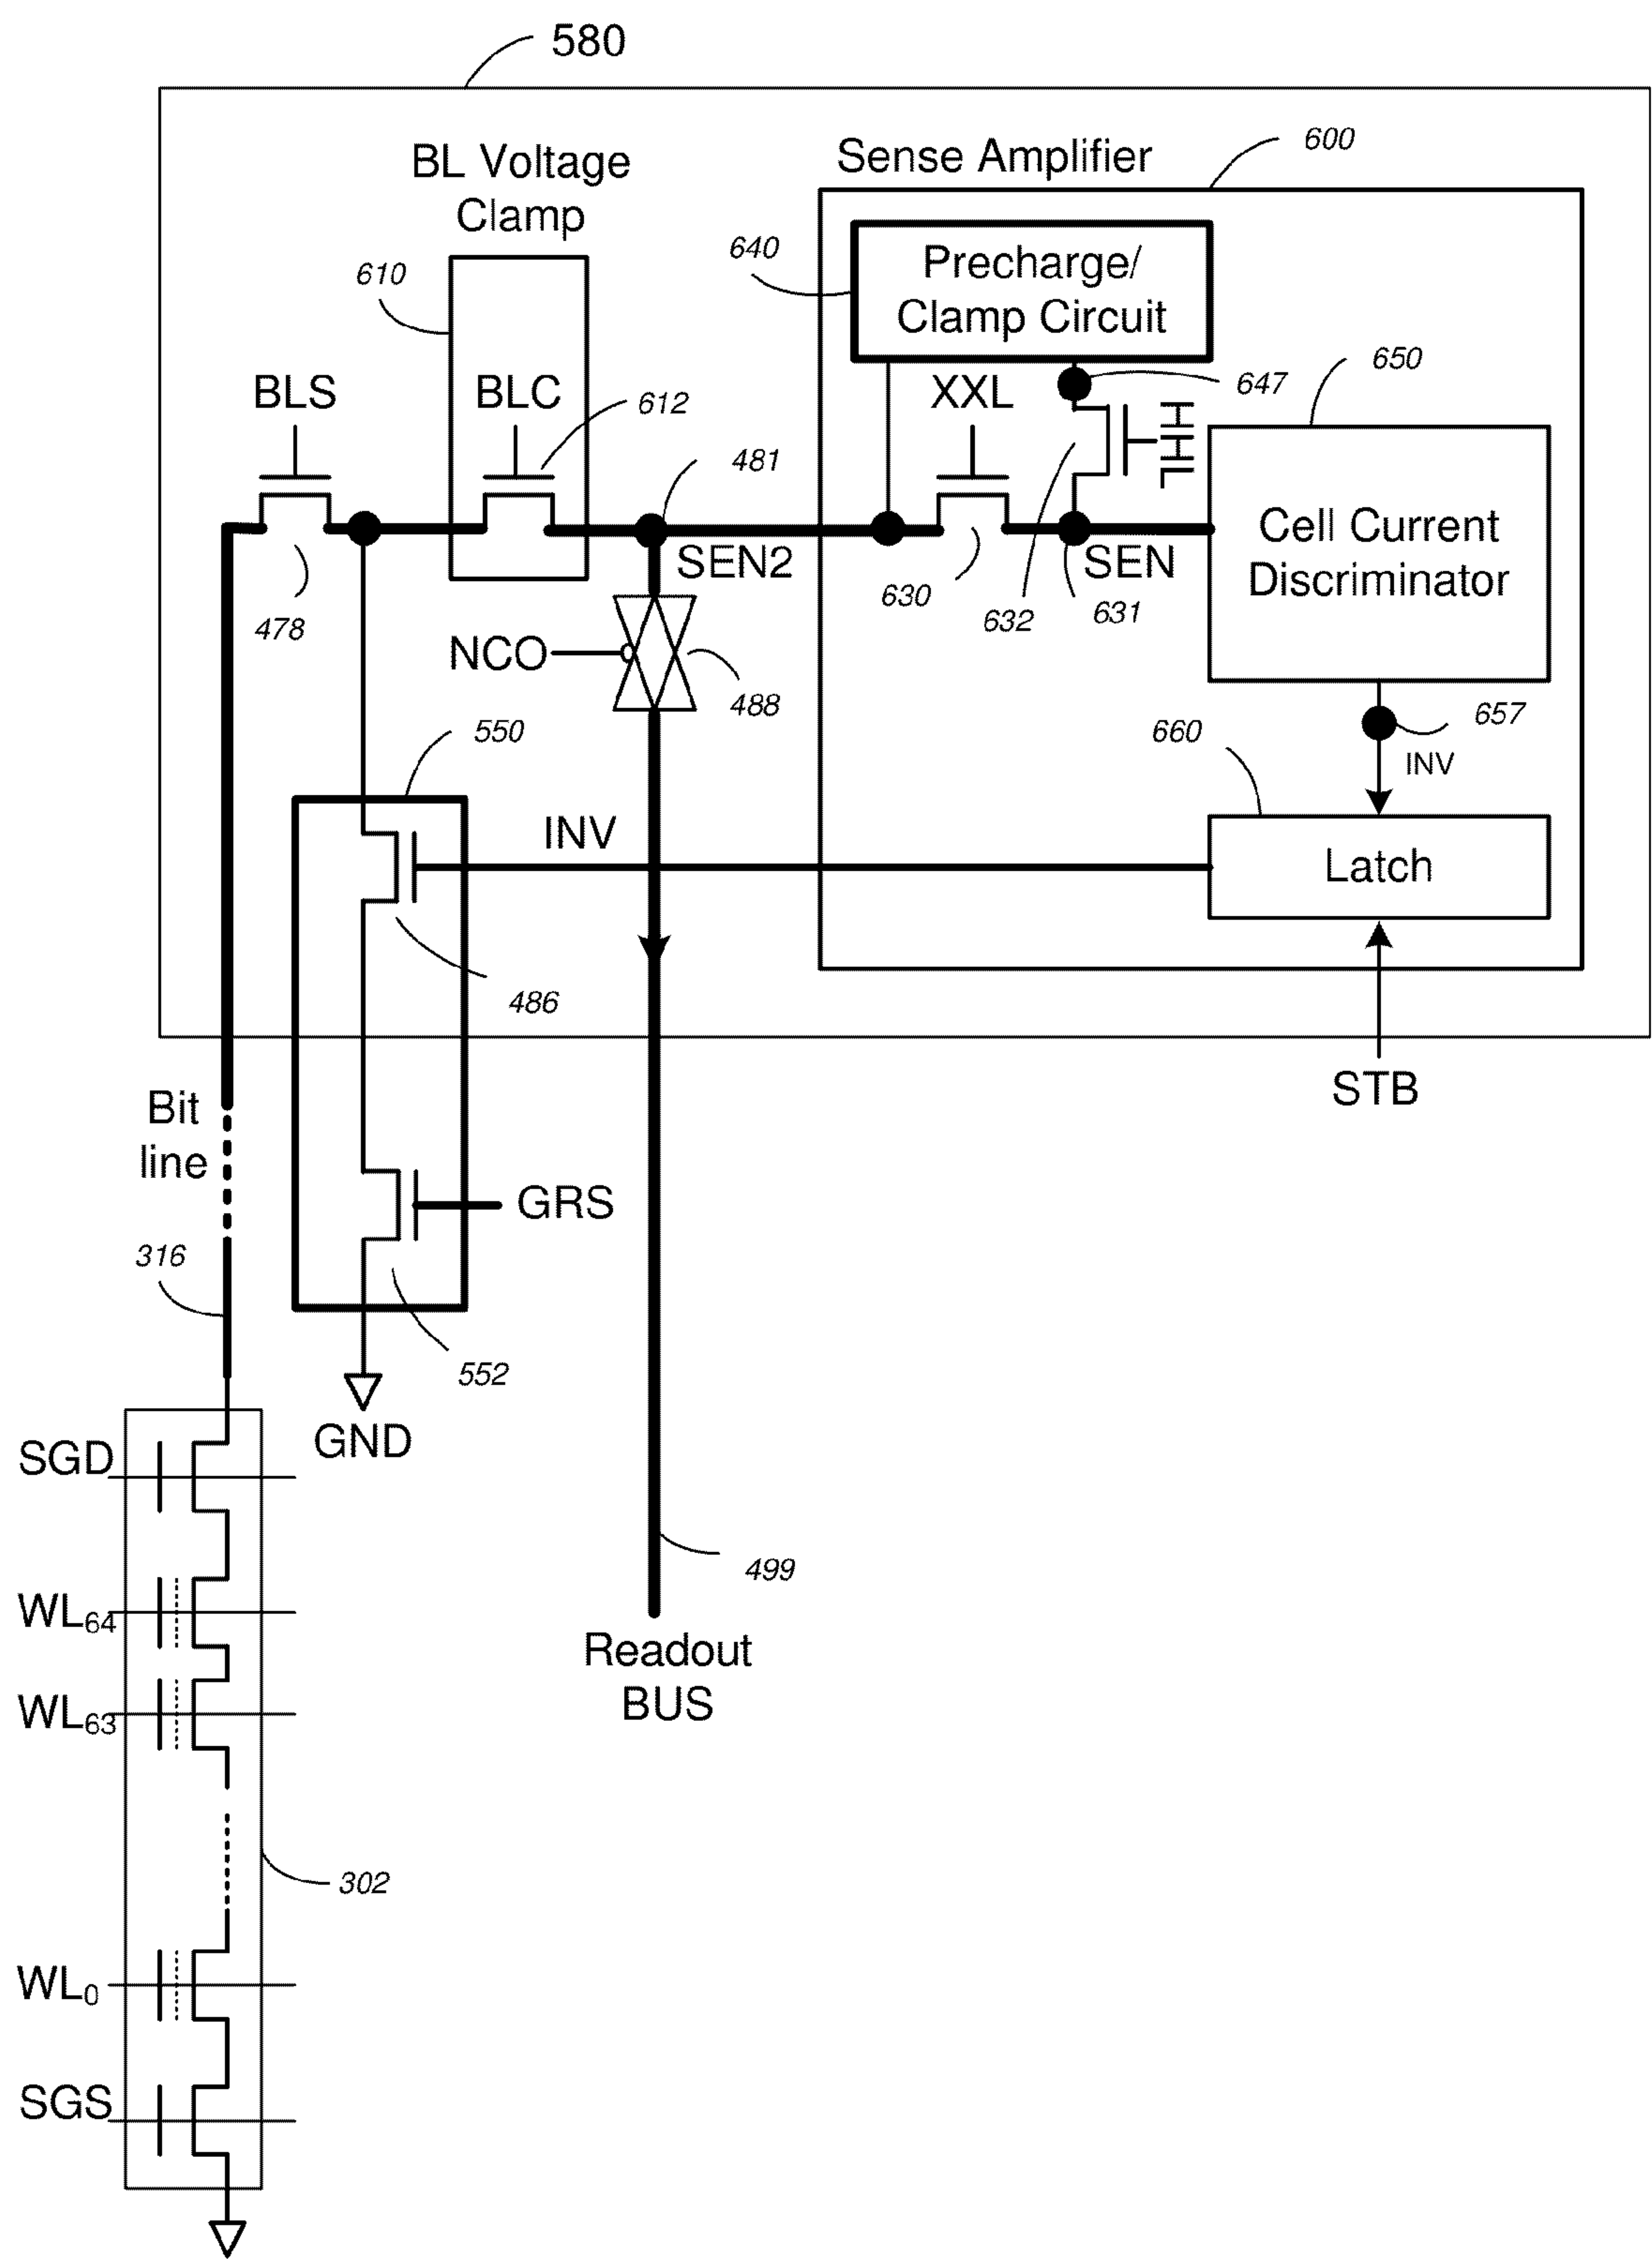 580
Sense Amplifier
600
BL Voltage
Clamp
640
Precharge/
Clamp Circuit
610
650
BLS
BLC
612
XXL
647
HHL
481
SEN2
SEN
Cell Current
Discriminator
478
630
632
631
NCO
488
657
550
660
INV
INV
Latch
486
STB
Bit
line
GRS
316
552
GND
SGD
499
WL64
Readout
BUS
WL63
302
WL0
SGS